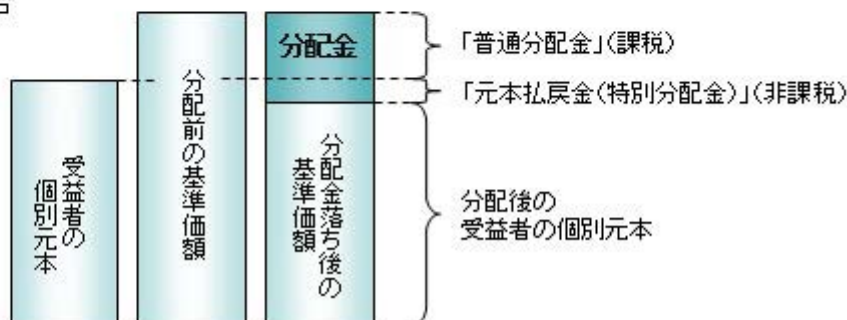 受益者の
個別元本
分配前の基準価額
分配金
分配金落ち後の
基準価額
「普通分配金」(課税)
「元本払戻金(特別分配金)」(非課税)
分配後の
受益者の個別元本